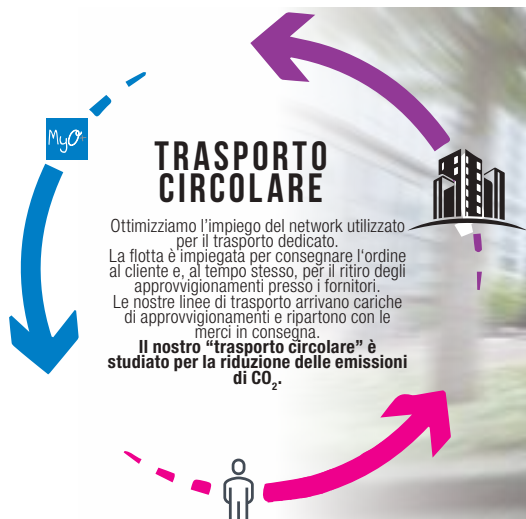 MyO
TRASPORTO
CIRCOLARE
Ottimizziamo l'impiego del network utilizzato
per il trasporto dedicato.
La flotta è impiegata per consegnare l'ordine
al cliente e, al tempo stesso, per il ritiro degli
approvvigionamenti presso i fornitori.
Le nostre linee di trasporto arrivano cariche
di approvvigionamenti e ripartono con le
merci in consegna.
Il nostro “trasporto circolare” è
studiato per la riduzione delle emissioni
di CO₂.